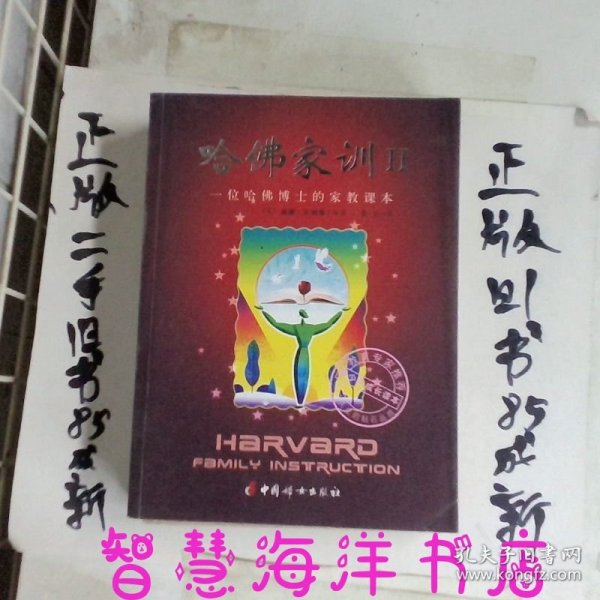 正版二手旧书85成新
哈佛家训II
一位哈佛博士的家教课本
HARVARD
FAMILY INSTRUCTION
中国妇女出版社
正版旧书85成新
智慧海洋书店
孔夫子旧书网
www.kongfz.com